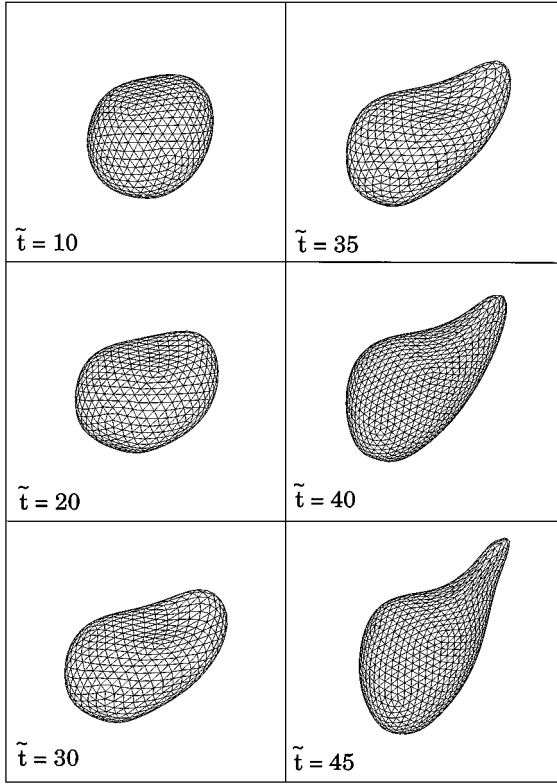 t̃ = 10
t̃ = 35
t̃ = 20
t̃ = 40
t̃ = 30
t̃ = 45